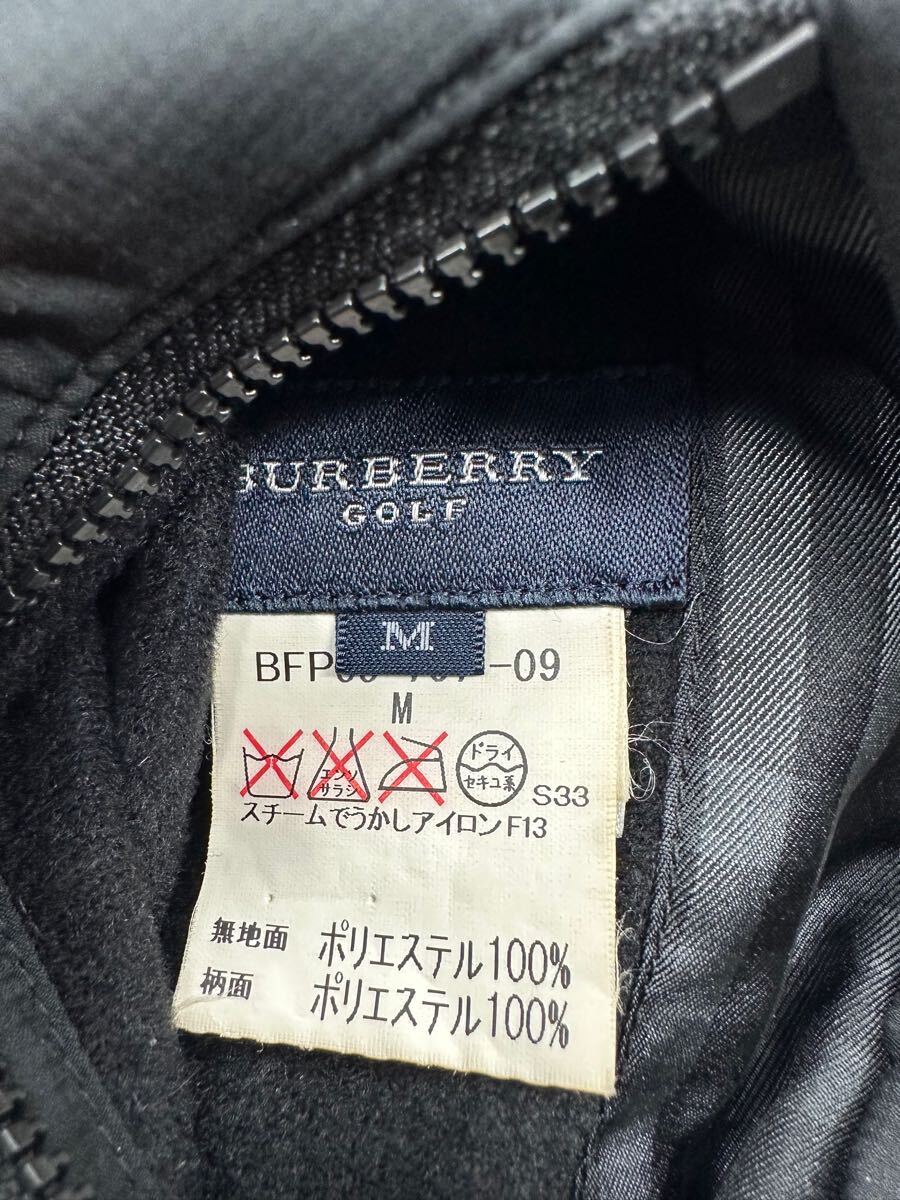 BURBERRY
GOLF
M
BFP -09
M
エンソ
サラシ
ドライ
セキユ系
S33
スチームでうかしアイロンF13
無地面 ポリエステル100%
柄面 ポリエステル100%